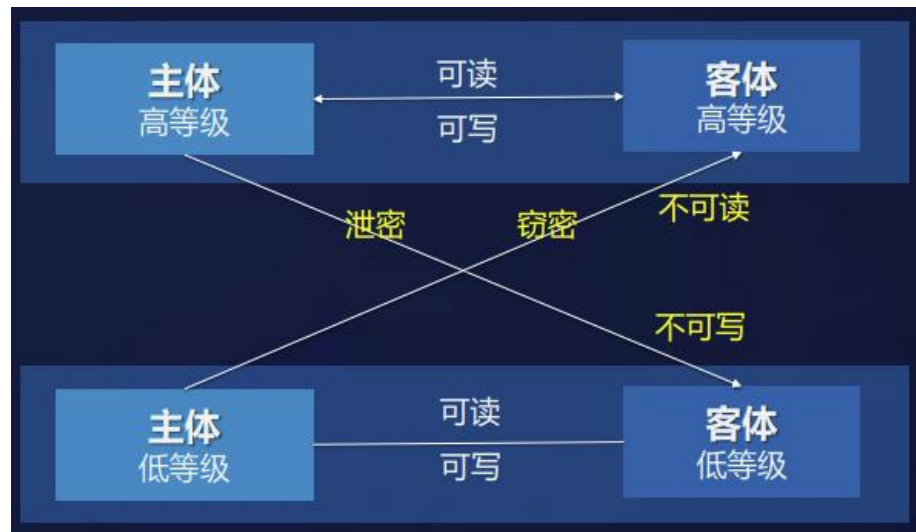 主体
高等级
可读
可写
客体
高等级
泄密
窃密
不可读
不可写
主体
低等级
可读
可写
客体
低等级